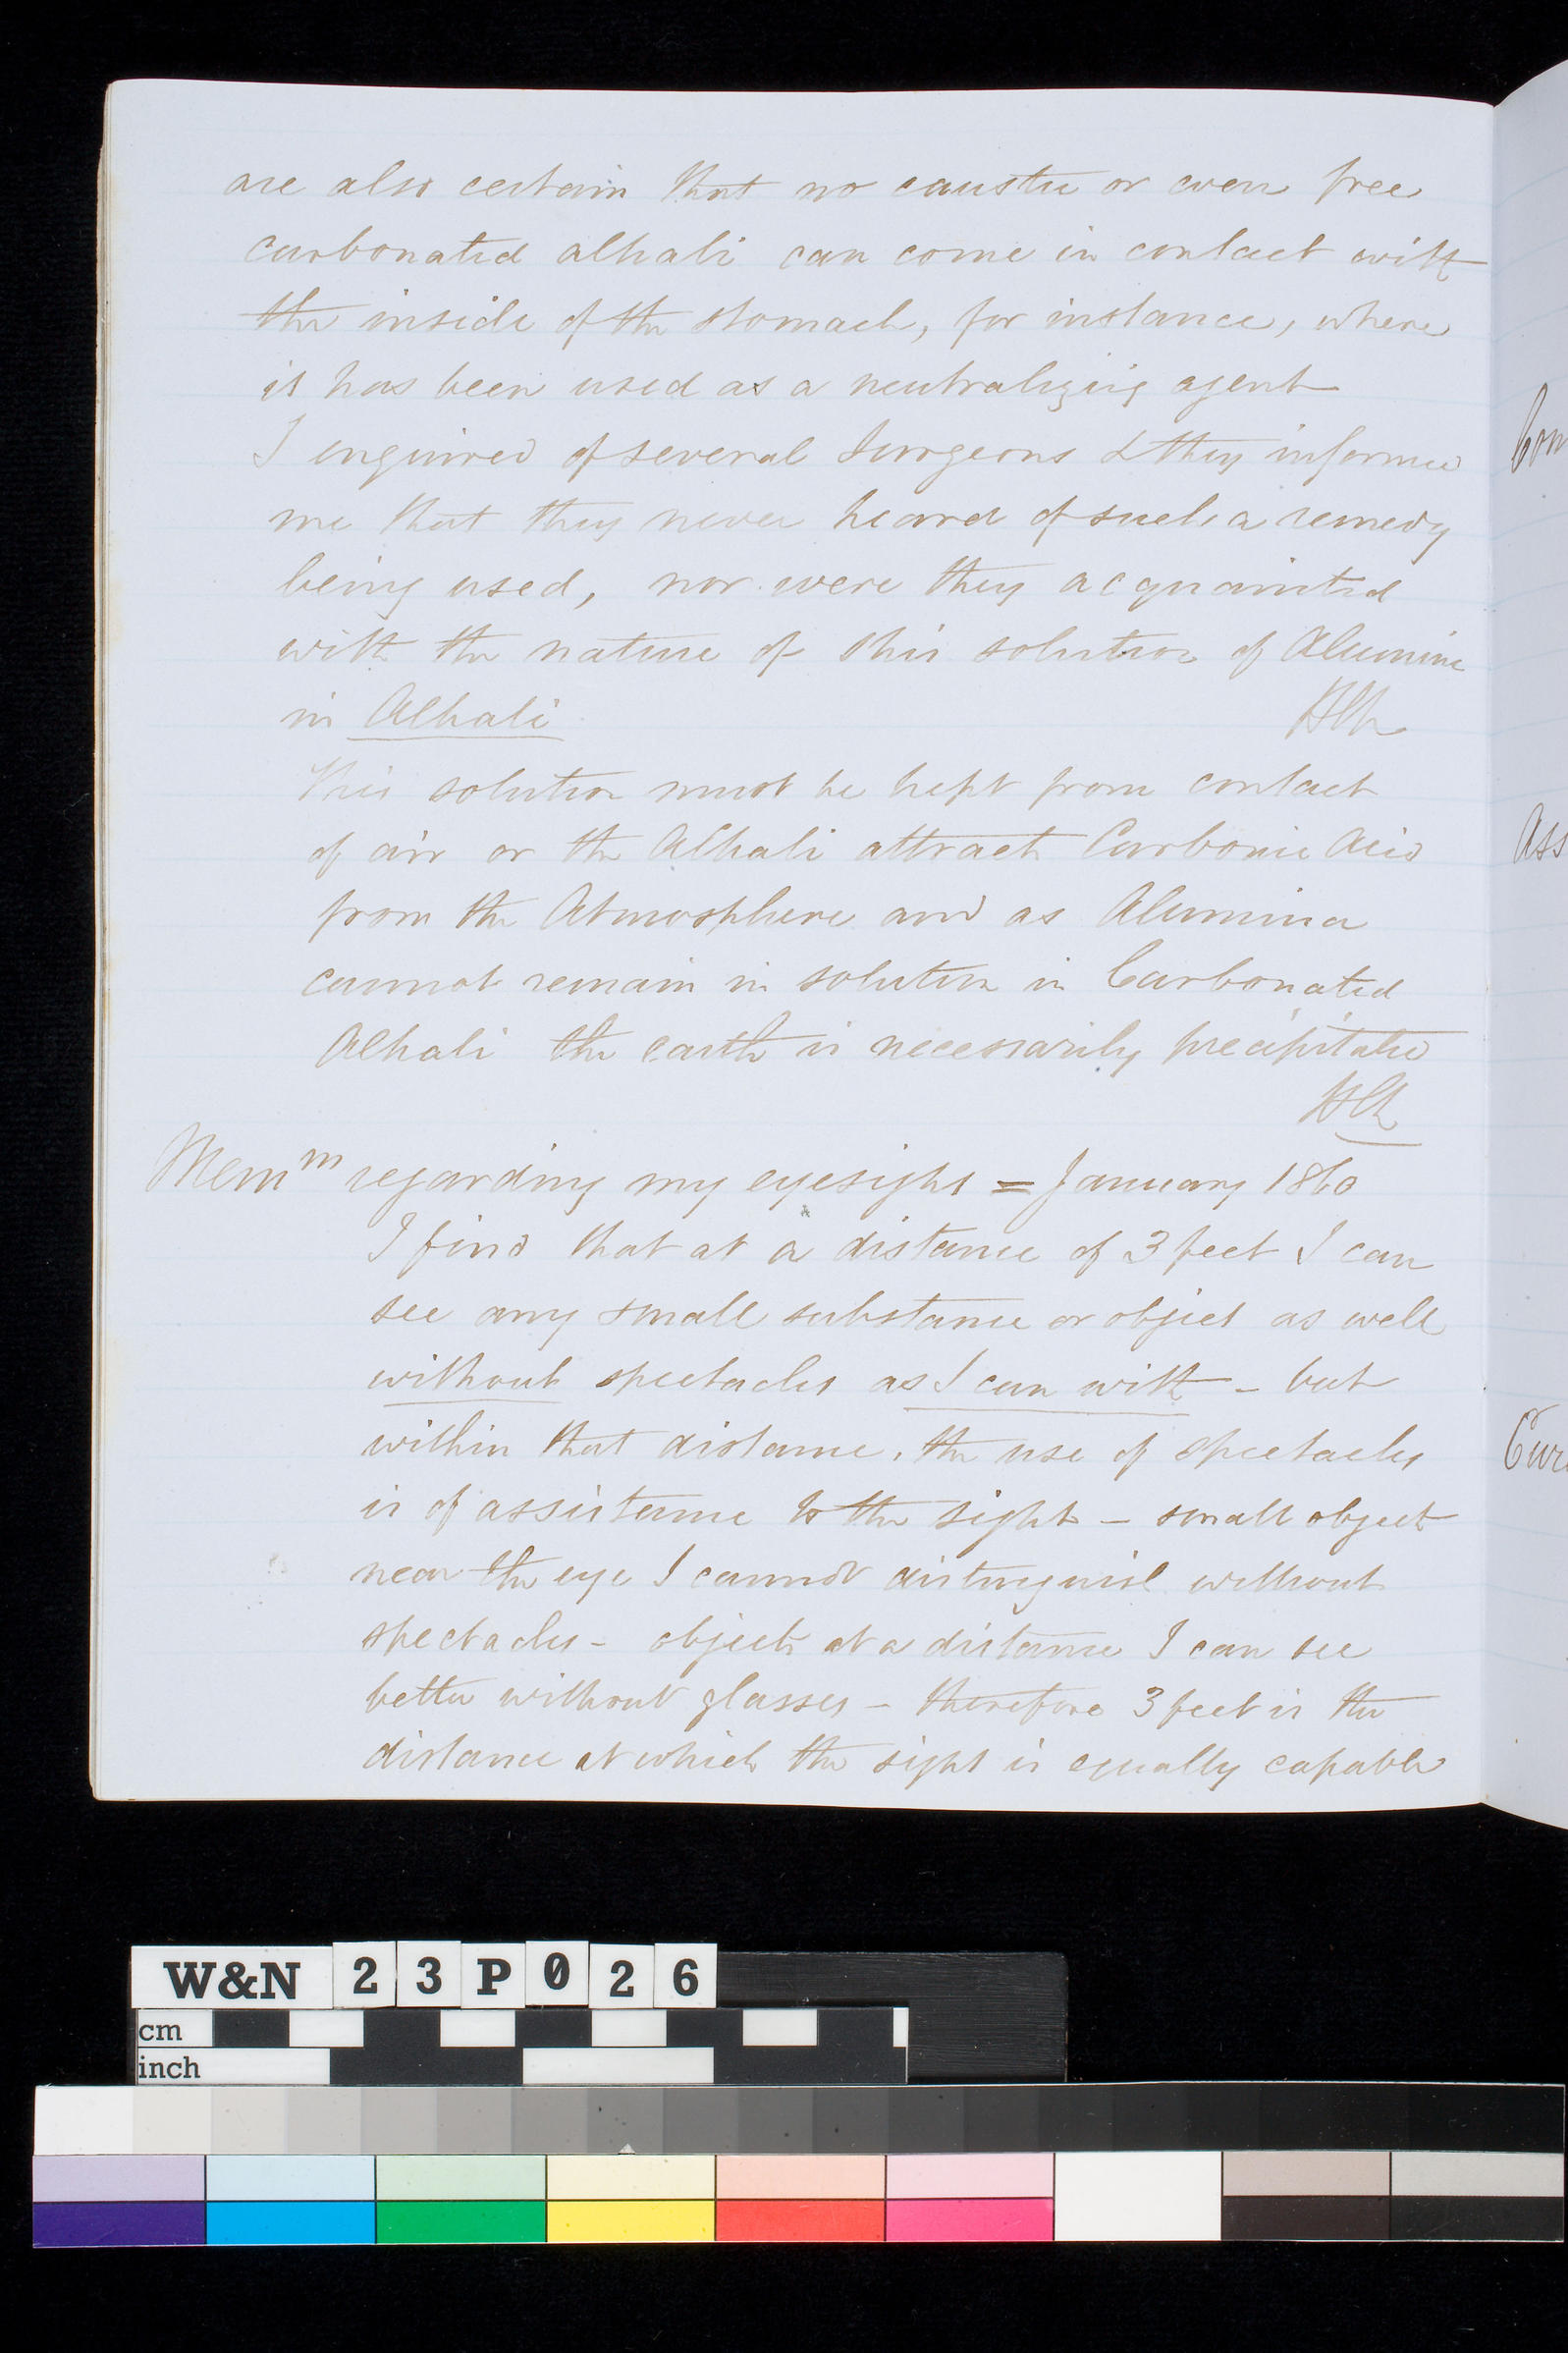 are also certain that no caustic or even free
carbonated alkali can come in contact with
the inside of the stomach, for instance, where
it has been used as a neutralizing agent
I enquired of several Surgeons & they informed
me that they never heard of such a remedy
being used, nor were they acquainted
with the nature of this solution of Alumina
in Alkali
This solution must be kept from contact
of air or the Alkali attracts Carbonic Acid
from the Atmosphere and as Alumina
cannot remain in solution in Carbonated
Alkali the earth is necessarily precipitated
Mem^m regarding my eyesight = January 1860
I find that at a distance of 3 feet I can
see any small substance or object as well
without spectacles as I can with - but
within that distance, the use of spectacles
is of assistance to the sight - small objects
near the eye I cannot distinguish without
spectacles - objects at a distance I can see
better without glasses - therefore 3 feet is the
distance at which the sight is equally capable
Con
Ass
W&N 23P026
cm
inch